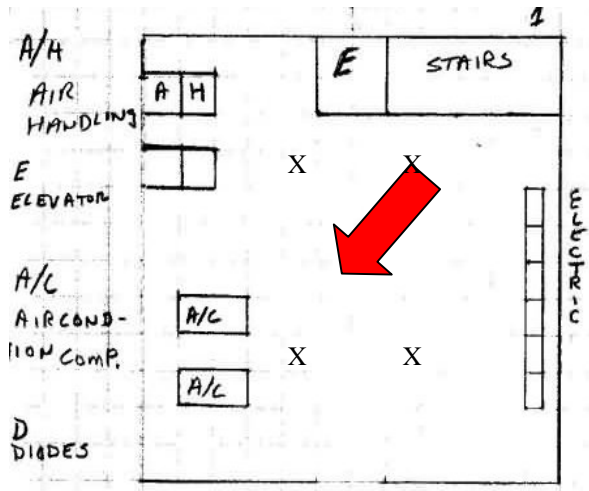 1
A/H
AIR
HANDLING
A H
E
STAIRS
E
ELEVATOR
X X
ELECTRIC
A/C
AIRCOND-
ION COMP.
A/C
X X
A/C
D
DIODES